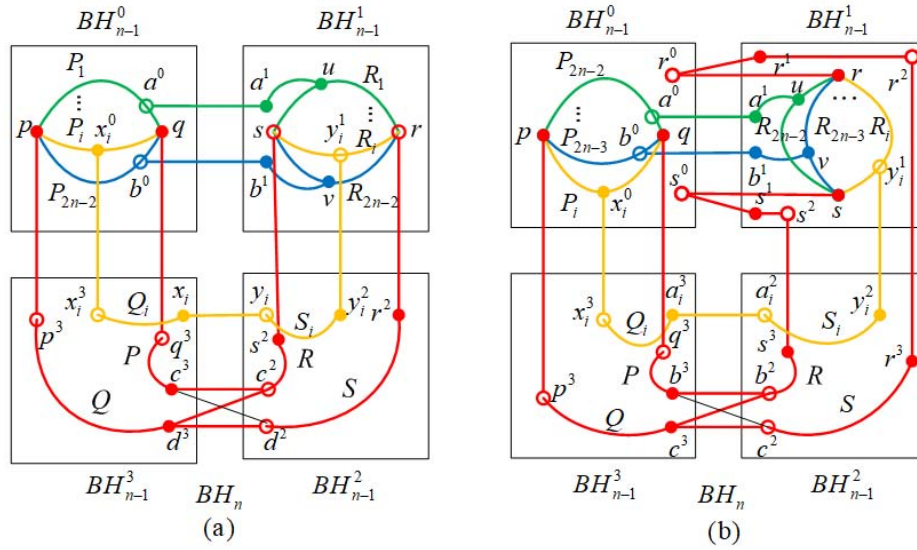 BH^0_{n-1} BH^1_{n-1}
P_1 a^0 a^1 u R_1
p P_i x_i^0 q s y_i^1 R_i r
P_{2n-2} b^0 b^1 v R_{2n-2}
x_i^3 Q_i x_i y_i S_i y_i^2 r^2
p^3 P q^3 s^2 R
Q c^3 c^2 S
d^3 d^2
BH^3_{n-1} BH_n BH^2_{n-1}
(a)
BH^0_{n-1} BH^1_{n-1}
P_{2n-2} r^0 r^1 r r^2
a^0 a^1 u
p P_{2n-3} b^0 q R_{2n-2} R_{2n-3} R_i
P_i x_i^0 s^0 b^1 v y_i^1
s^1 s^2 s
x_i^3 Q_i a_i^3 a_i^2 S_i y_i^2
q^3 s^3 r^3
p^3 P b^3 b^2 R
Q c^3 c^2 S
BH^3_{n-1} BH_n BH^2_{n-1}
(b)